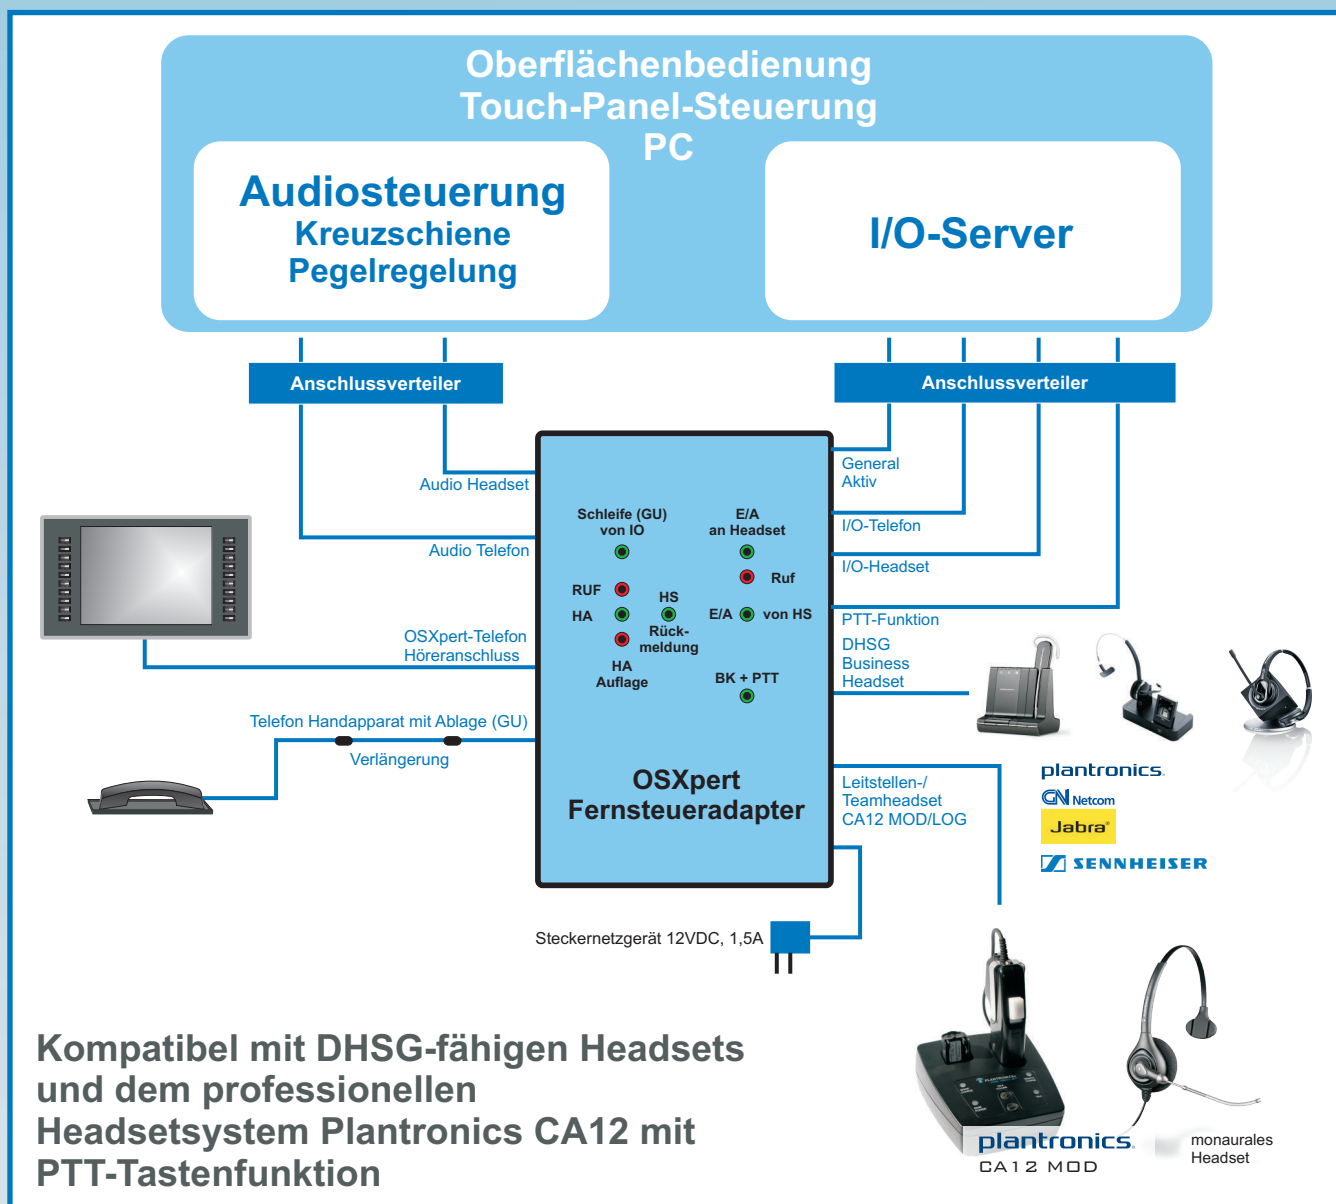 Oberflächenbedienung
Touch-Panel-Steuerung
PC
Audiosteuerung
Kreuzschiene
Pegelregelung
I/O-Server
Anschlussverteiler
Anschlussverteiler
Audio Headset
Audio Telefon
OSXpert-Telefon
Höreranschluss
Telefon Handapparat mit Ablage (GU)
Verlängerung
Schleife (GU)
von IO
E/A
an Headset
RUF
Ruf
HA
HS
E/A
von HS
Rück-
meldung
HA
Auflage
BK + PTT
OSXpert
Fernsteueradapter
General
Aktiv
I/O-Telefon
I/O-Headset
PTT-Funktion
DHSG
Business
Headset
Leitstellen-/
Teamheadset
CA12 MOD/LOG
plantronics.
GN Netcom
Jabra®
SENNHEISER
Steckernetzgerät 12VDC, 1,5A
Kompatibel mit DHSG-fähigen Headsets
und dem professionellen
Headsetsystem Plantronics CA12 mit
PTT-Tastenfunktion
plantronics.
CA12 MOD
monaurales
Headset